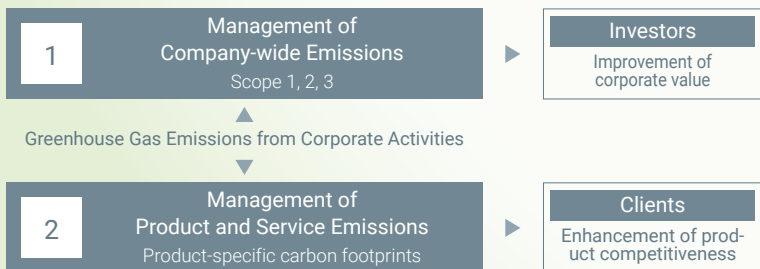 1
Management of
Company-wide Emissions
Scope 1, 2, 3
Investors
Improvement of
corporate value
Greenhouse Gas Emissions from Corporate Activities
2
Management of
Product and Service Emissions
Product-specific carbon footprints
Clients
Enhancement of prod-
uct competitiveness